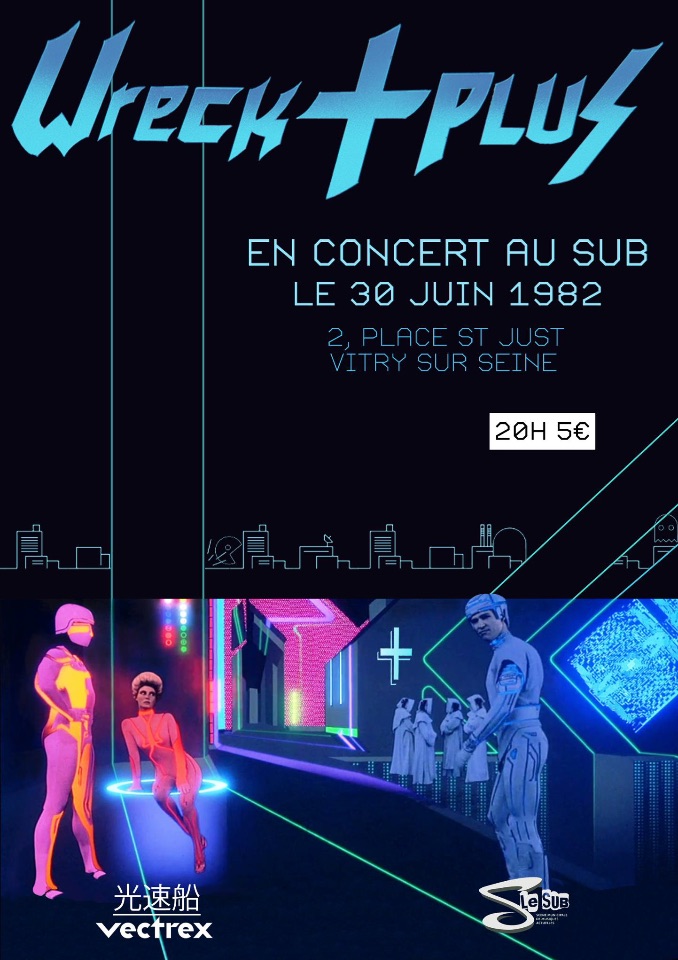 Wreck+PLUS
EN CONCERT AU SUB
LE 30 JUIN 1982
2, PLACE ST JUST
VITRY SUR SEINE
20H 5€
光速船
vectrex
Le SUB